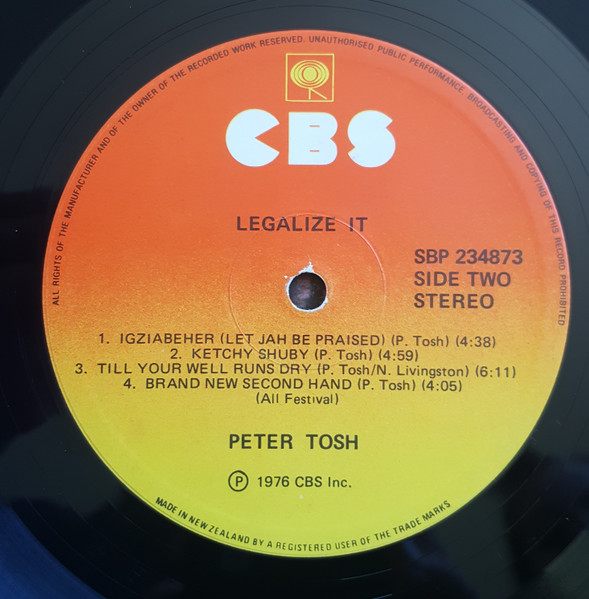 ALL RIGHTS OF THE MANUFACTURER AND OF THE OWNER OF THE RECORDED WORK RESERVED. UNAUTHORISED PUBLIC PERFORMANCE, BROADCASTING AND COPYING OF THIS RECORD PROHIBITED
CBS
LEGALIZE IT
SBP 234873
SIDE TWO
STEREO
1. IGZIABEHER (LET JAH BE PRAISED) (P. Tosh) (4:38)
2. KETCHY SHUBY (P. Tosh) (4:59)
3. TILL YOUR WELL RUNS DRY (P. Tosh/N. Livingston) (6:11)
4. BRAND NEW SECOND HAND (P. Tosh) (4:05)
(All Festival)
PETER TOSH
Ⓟ 1976 CBS Inc.
MADE IN NEW ZEALAND BY A REGISTERED USER OF THE TRADE MARKS